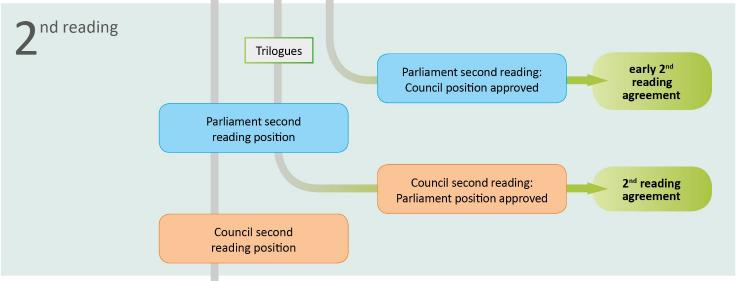 2nd reading
Trilogues
Parliament second reading:
Council position approved
early 2nd
reading
agreement
Parliament second
reading position
Council second reading:
Parliament position approved
2nd reading
agreement
Council second
reading position